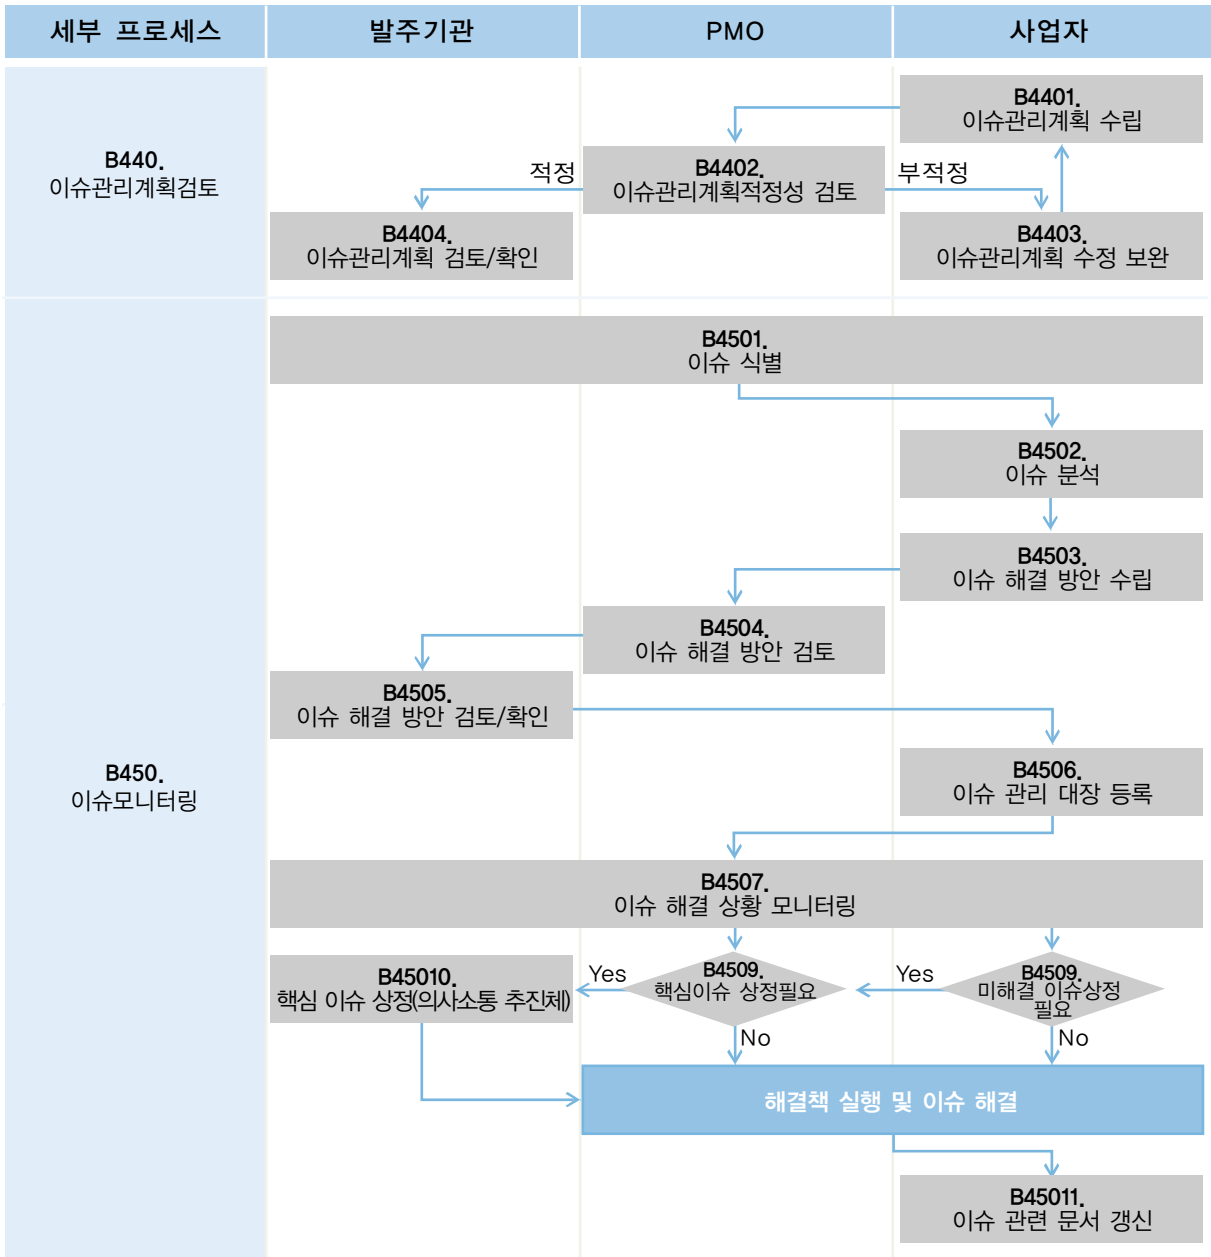 세부 프로세스
발주기관
PMO
사업자
B440.
이슈관리계획검토
B4401.
이슈관리계획 수립
B4402.
이슈관리계획적정성 검토
적정
부적정
B4404.
이슈관리계획 검토/확인
B4403.
이슈관리계획 수정 보완
B450.
이슈모니터링
B4501.
이슈 식별
B4502.
이슈 분석
B4503.
이슈 해결 방안 수립
B4504.
이슈 해결 방안 검토
B4505.
이슈 해결 방안 검토/확인
B4506.
이슈 관리 대장 등록
B4507.
이슈 해결 상황 모니터링
B45010.
핵심 이슈 상정(의사소통 추진체)
Yes
B4509.
핵심이슈 상정필요
Yes
B4509.
미해결 이슈상정
필요
No
No
해결책 실행 및 이슈 해결
B45011.
이슈 관련 문서 갱신